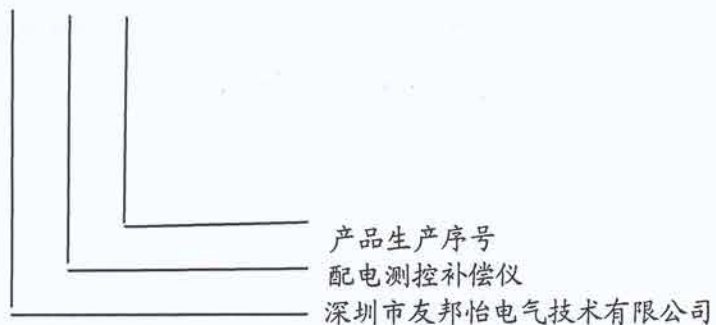 产品生产序号
配电测控补偿仪
深圳市友邦怡电气技术有限公司